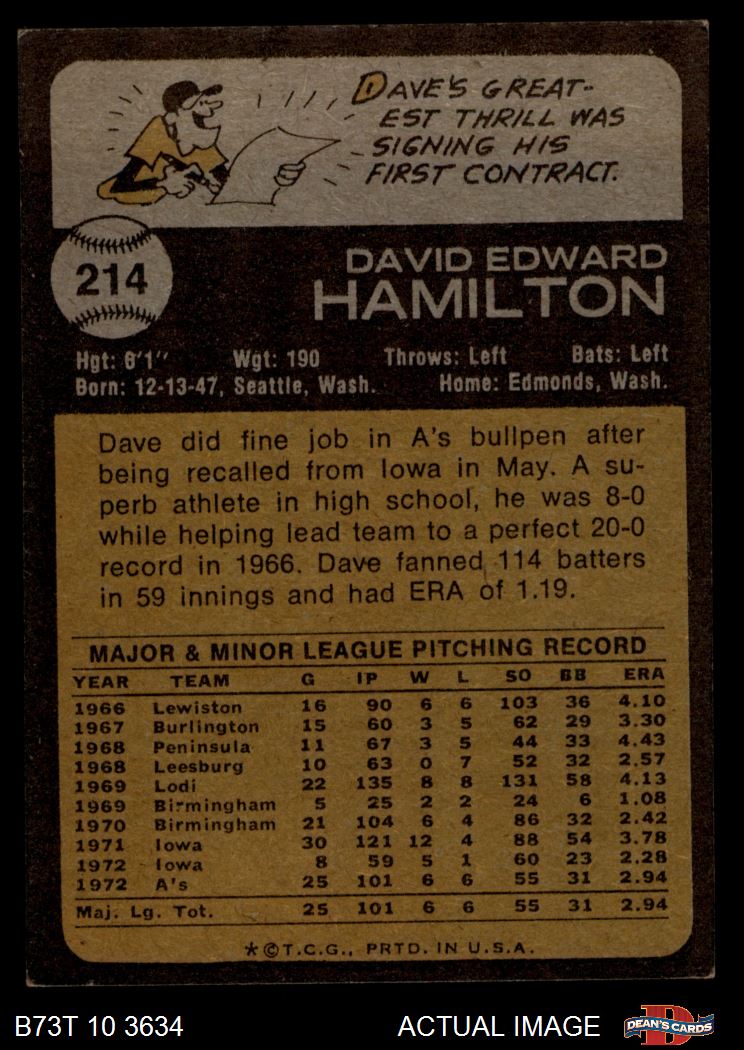 DAVE'S GREAT-
EST THRILL WAS
SIGNING HIS
FIRST CONTRACT.
214
DAVID EDWARD
HAMILTON
Hgt: 6'1" Wgt: 190 Throws: Left Bats: Left
Born: 12-13-47, Seattle, Wash. Home: Edmonds, Wash.
Dave did fine job in A's bullpen after
being recalled from Iowa in May. A su-
perb athlete in high school, he was 8-0
while helping lead team to a perfect 20-0
record in 1966. Dave fanned 114 batters
in 59 innings and had ERA of 1.19.
MAJOR & MINOR LEAGUE PITCHING RECORD
YEAR TEAM G IP W L SO BB ERA
1966 Lewiston 16 90 6 6 103 36 4.10
1967 Burlington 15 60 3 5 62 29 3.30
1968 Peninsula 11 67 3 5 44 33 4.43
1968 Leesburg 10 63 0 7 52 32 2.57
1969 Lodi 22 135 8 8 131 58 4.13
1969 Birmingham 5 25 2 2 24 6 1.08
1970 Birmingham 21 104 6 4 86 32 2.42
1971 Iowa 30 121 12 4 88 54 3.78
1972 Iowa 8 59 5 1 60 23 2.28
1972 A's 25 101 6 6 55 31 2.94
Maj. Lg. Tot. 25 101 6 6 55 31 2.94
*©T.C.G., PRTD. IN U.S.A.
B73T 10 3634 ACTUAL IMAGE DEAN'S CARDS